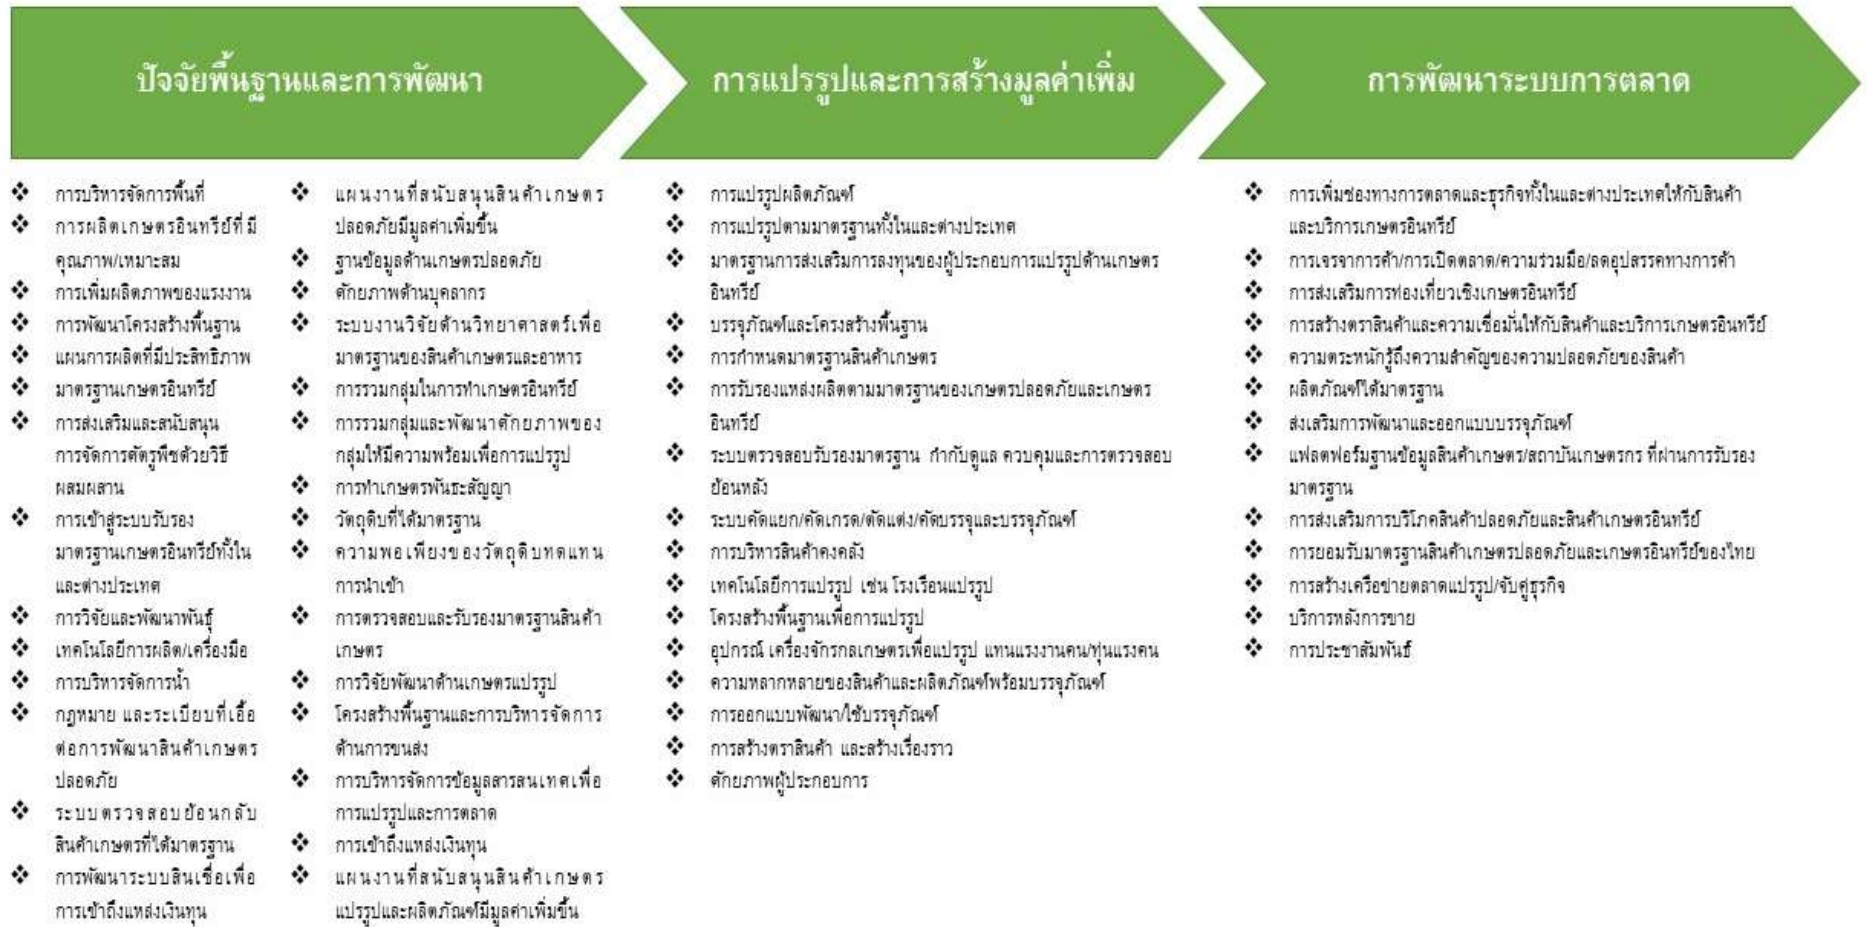 ปัจจัยพื้นฐานและการพัฒนา
การแปรรูปและการสร้างมูลค่าเพิ่ม
การพัฒนาระบบการตลาด
❖ การบริหารจัดการพื้นที่
❖ การผลิตเกษตรอินทรีย์ที่มี
คุณภาพ/เหมาะสม
❖ การเพิ่มผลิตภาพของแรงงาน
❖ การพัฒนาโครงสร้างพื้นฐาน
❖ แผนการผลิตที่มีประสิทธิภาพ
❖ มาตรฐานเกษตรอินทรีย์
❖ การส่งเสริมและสนับสนุน
การจัดการศัตรูพืชด้วยวิธี
ผสมผสาน
❖ การเข้าสู่ระบบรับรอง
มาตรฐานเกษตรอินทรีย์ทั้งใน
และต่างประเทศ
❖ การวิจัยและพัฒนาพันธุ์
❖ เทคโนโลยีการผลิต/เครื่องมือ
❖ การบริหารจัดการน้ำ
❖ กฎหมาย และระเบียบที่เอื้อ
ต่อการพัฒนาสินค้าเกษตร
ปลอดภัย
❖ ระบบตรวจสอบย้อนกลับ
สินค้าเกษตรที่ได้มาตรฐาน
❖ การพัฒนาระบบสินเชื่อเพื่อ
การเข้าถึงแหล่งเงินทุน
❖ แผนงานที่สนับสนุนสินค้าเกษตร
ปลอดภัยมีมูลค่าเพิ่มขึ้น
❖ ฐานข้อมูลด้านเกษตรปลอดภัย
❖ ศักยภาพด้านบุคลากร
❖ ระบบงานวิจัยด้านวิทยาศาสตร์เพื่อ
มาตรฐานของสินค้าเกษตรและอาหาร
❖ การรวมกลุ่มในการทำเกษตรอินทรีย์
❖ การรวมกลุ่มและพัฒนาศักยภาพของ
กลุ่มให้มีความพร้อมเพื่อการแปรรูป
❖ การทำเกษตรพันธะสัญญา
❖ วัตถุดิบที่ได้มาตรฐาน
❖ ความพอเพียงของวัตถุดิบทดแทน
การนำเข้า
❖ การตรวจสอบและรับรองมาตรฐานสินค้า
เกษตร
❖ การวิจัยพัฒนาด้านเกษตรแปรรูป
❖ โครงสร้างพื้นฐานและการบริหารจัดการ
ด้านการขนส่ง
❖ การบริหารจัดการข้อมูลสารสนเทศเพื่อ
การแปรรูปและการตลาด
❖ การเข้าถึงแหล่งเงินทุน
❖ แผนงานที่สนับสนุนสินค้าเกษตร
แปรรูปและผลิตภัณฑ์มีมูลค่าเพิ่มขึ้น
❖ การแปรรูปผลิตภัณฑ์
❖ การแปรรูปตามมาตรฐานทั้งในและต่างประเทศ
❖ มาตรฐานการส่งเสริมการลงทุนของผู้ประกอบการแปรรูปด้านเกษตร
อินทรีย์
❖ บรรจุภัณฑ์และโครงสร้างพื้นฐาน
❖ การกำหนดมาตรฐานสินค้าเกษตร
❖ การรับรองแหล่งผลิตตามมาตรฐานของเกษตรปลอดภัยและเกษตร
อินทรีย์
❖ ระบบตรวจสอบรับรองมาตรฐาน กำกับดูแล ควบคุมและการตรวจสอบ
ย้อนหลัง
❖ ระบบคัดแยก/คัดเกรด/ตัดแต่ง/คัดบรรจุและบรรจุภัณฑ์
❖ การบริหารสินค้าคงคลัง
❖ เทคโนโลยีการแปรรูป เช่น โรงเรือนแปรรูป
❖ โครงสร้างพื้นฐานเพื่อการแปรรูป
❖ อุปกรณ์ เครื่องจักรกลเกษตรเพื่อแปรรูป แทนแรงงานคน/ทุ่นแรงคน
❖ ความหลากหลายของสินค้าและผลิตภัณฑ์พร้อมบรรจุภัณฑ์
❖ การออกแบบพัฒนา/ใช้บรรจุภัณฑ์
❖ การสร้างตราสินค้า และสร้างเรื่องราว
❖ ศักยภาพผู้ประกอบการ
❖ การเพิ่มช่องทางการตลาดและธุรกิจทั้งในและต่างประเทศให้กับสินค้า
และบริการเกษตรอินทรีย์
❖ การเจรจาการค้า/การเปิดตลาด/ความร่วมมือ/ลดอุปสรรคทางการค้า
❖ การส่งเสริมการท่องเที่ยวเชิงเกษตรอินทรีย์
❖ การสร้างตราสินค้าและความเชื่อมั่นให้กับสินค้าและบริการเกษตรอินทรีย์
❖ ความตระหนักรู้ถึงความสำคัญของความปลอดภัยของสินค้า
❖ ผลิตภัณฑ์ได้มาตรฐาน
❖ ส่งเสริมการพัฒนาและออกแบบบรรจุภัณฑ์
❖ แฟลตฟอร์มฐานข้อมูลสินค้าเกษตร/สถาบันเกษตรกร ที่ผ่านการรับรอง
มาตรฐาน
❖ การส่งเสริมการบริโภคสินค้าปลอดภัยและสินค้าเกษตรอินทรีย์
❖ การยอมรับมาตรฐานสินค้าเกษตรปลอดภัยและเกษตรอินทรีย์ของไทย
❖ การสร้างเครือข่ายตลาดแปรรูป/จับคู่ธุรกิจ
❖ บริการหลังการขาย
❖ การประชาสัมพันธ์